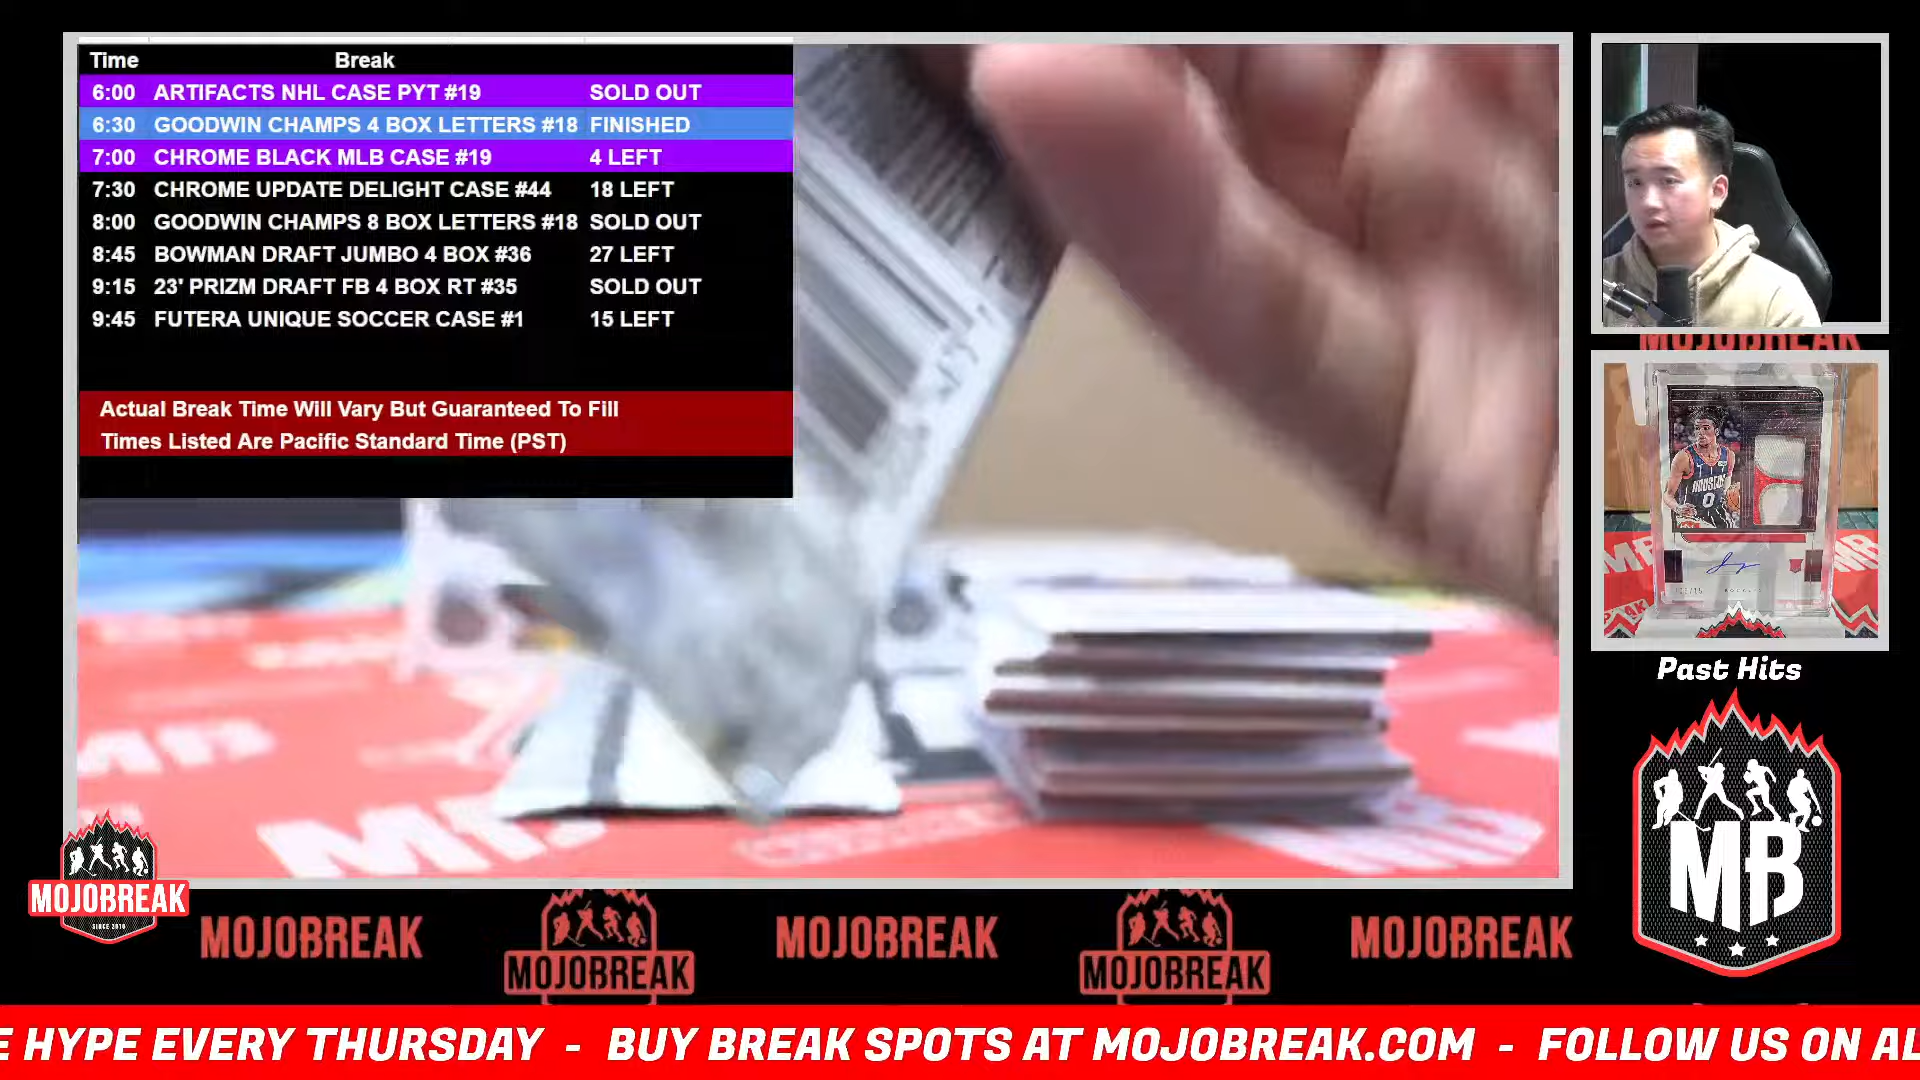 Time Break
6:00 ARTIFACTS NHL CASE PYT #19 SOLD OUT
6:30 GOODWIN CHAMPS 4 BOX LETTERS #18 FINISHED
7:00 CHROME BLACK MLB CASE #19 4 LEFT
7:30 CHROME UPDATE DELIGHT CASE #44 18 LEFT
8:00 GOODWIN CHAMPS 8 BOX LETTERS #18 SOLD OUT
8:45 BOWMAN DRAFT JUMBO 4 BOX #36 27 LEFT
9:15 23' PRIZM DRAFT FB 4 BOX RT #35 SOLD OUT
9:45 FUTERA UNIQUE SOCCER CASE #1 15 LEFT
Actual Break Time Will Vary But Guaranteed To Fill
Times Listed Are Pacific Standard Time (PST)
MOJOBREAK
Past Hits
MB
MB
MB
MOJOBREAK
SINCE 2010
MOJOBREAK
MOJOBREAK
MOJOBREAK
MOJOBREAK
MOJOBREAK
E HYPE EVERY THURSDAY - BUY BREAK SPOTS AT MOJOBREAK.COM - FOLLOW US ON AL